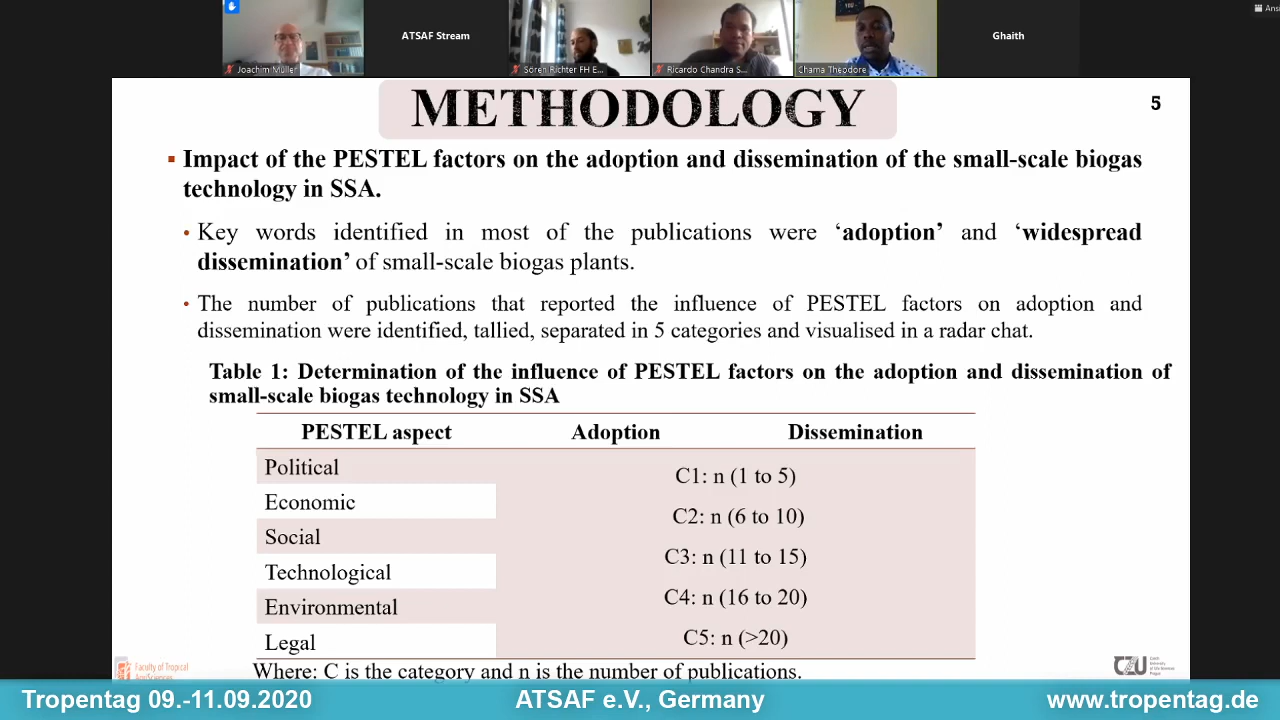 Ans
ATSAF Stream
Ghaith
Joachim Müller
Sören Richter FH E...
Ricardo Chandra S...
Chama Theodore
METHODOLOGY
5
Impact of the PESTEL factors on the adoption and dissemination of the small-scale biogas
technology in SSA.
Key words identified in most of the publications were ‘adoption’ and ‘widespread
dissemination’ of small-scale biogas plants.
The number of publications that reported the influence of PESTEL factors on adoption and
dissemination were identified, tallied, separated in 5 categories and visualised in a radar chat.
Table 1: Determination of the influence of PESTEL factors on the adoption and dissemination of
small-scale biogas technology in SSA
PESTEL aspect Adoption Dissemination
Political
Economic
Social
Technological
Environmental
Legal
C1: n (1 to 5)
C2: n (6 to 10)
C3: n (11 to 15)
C4: n (16 to 20)
C5: n (>20)
Where: C is the category and n is the number of publications.
Faculty of Tropical
AgriSciences
CZU
Tropentag 09.-11.09.2020 ATSAF e.V., Germany www.tropentag.de